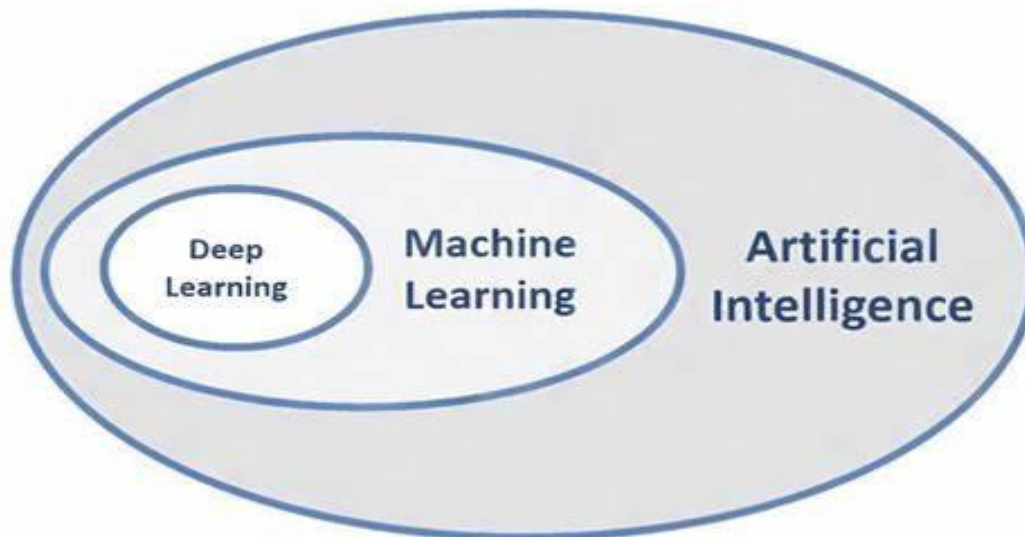 Deep
Learning
Machine
Learning
Artificial
Intelligence